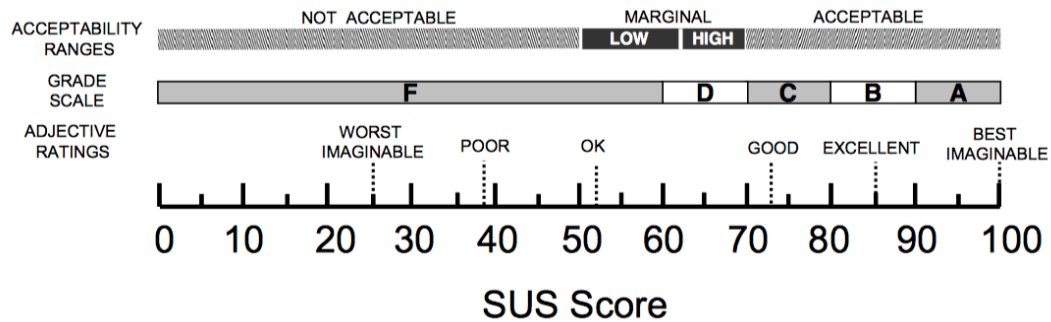 ACCEPTABILITY
RANGES
NOT ACCEPTABLE
MARGINAL
ACCEPTABLE
LOW
HIGH
GRADE
SCALE
F
D
C
B
A
ADJECTIVE
RATINGS
WORST
IMAGINABLE
POOR
OK
GOOD
EXCELLENT
BEST
IMAGINABLE
0 10 20 30 40 50 60 70 80 90 100
SUS Score